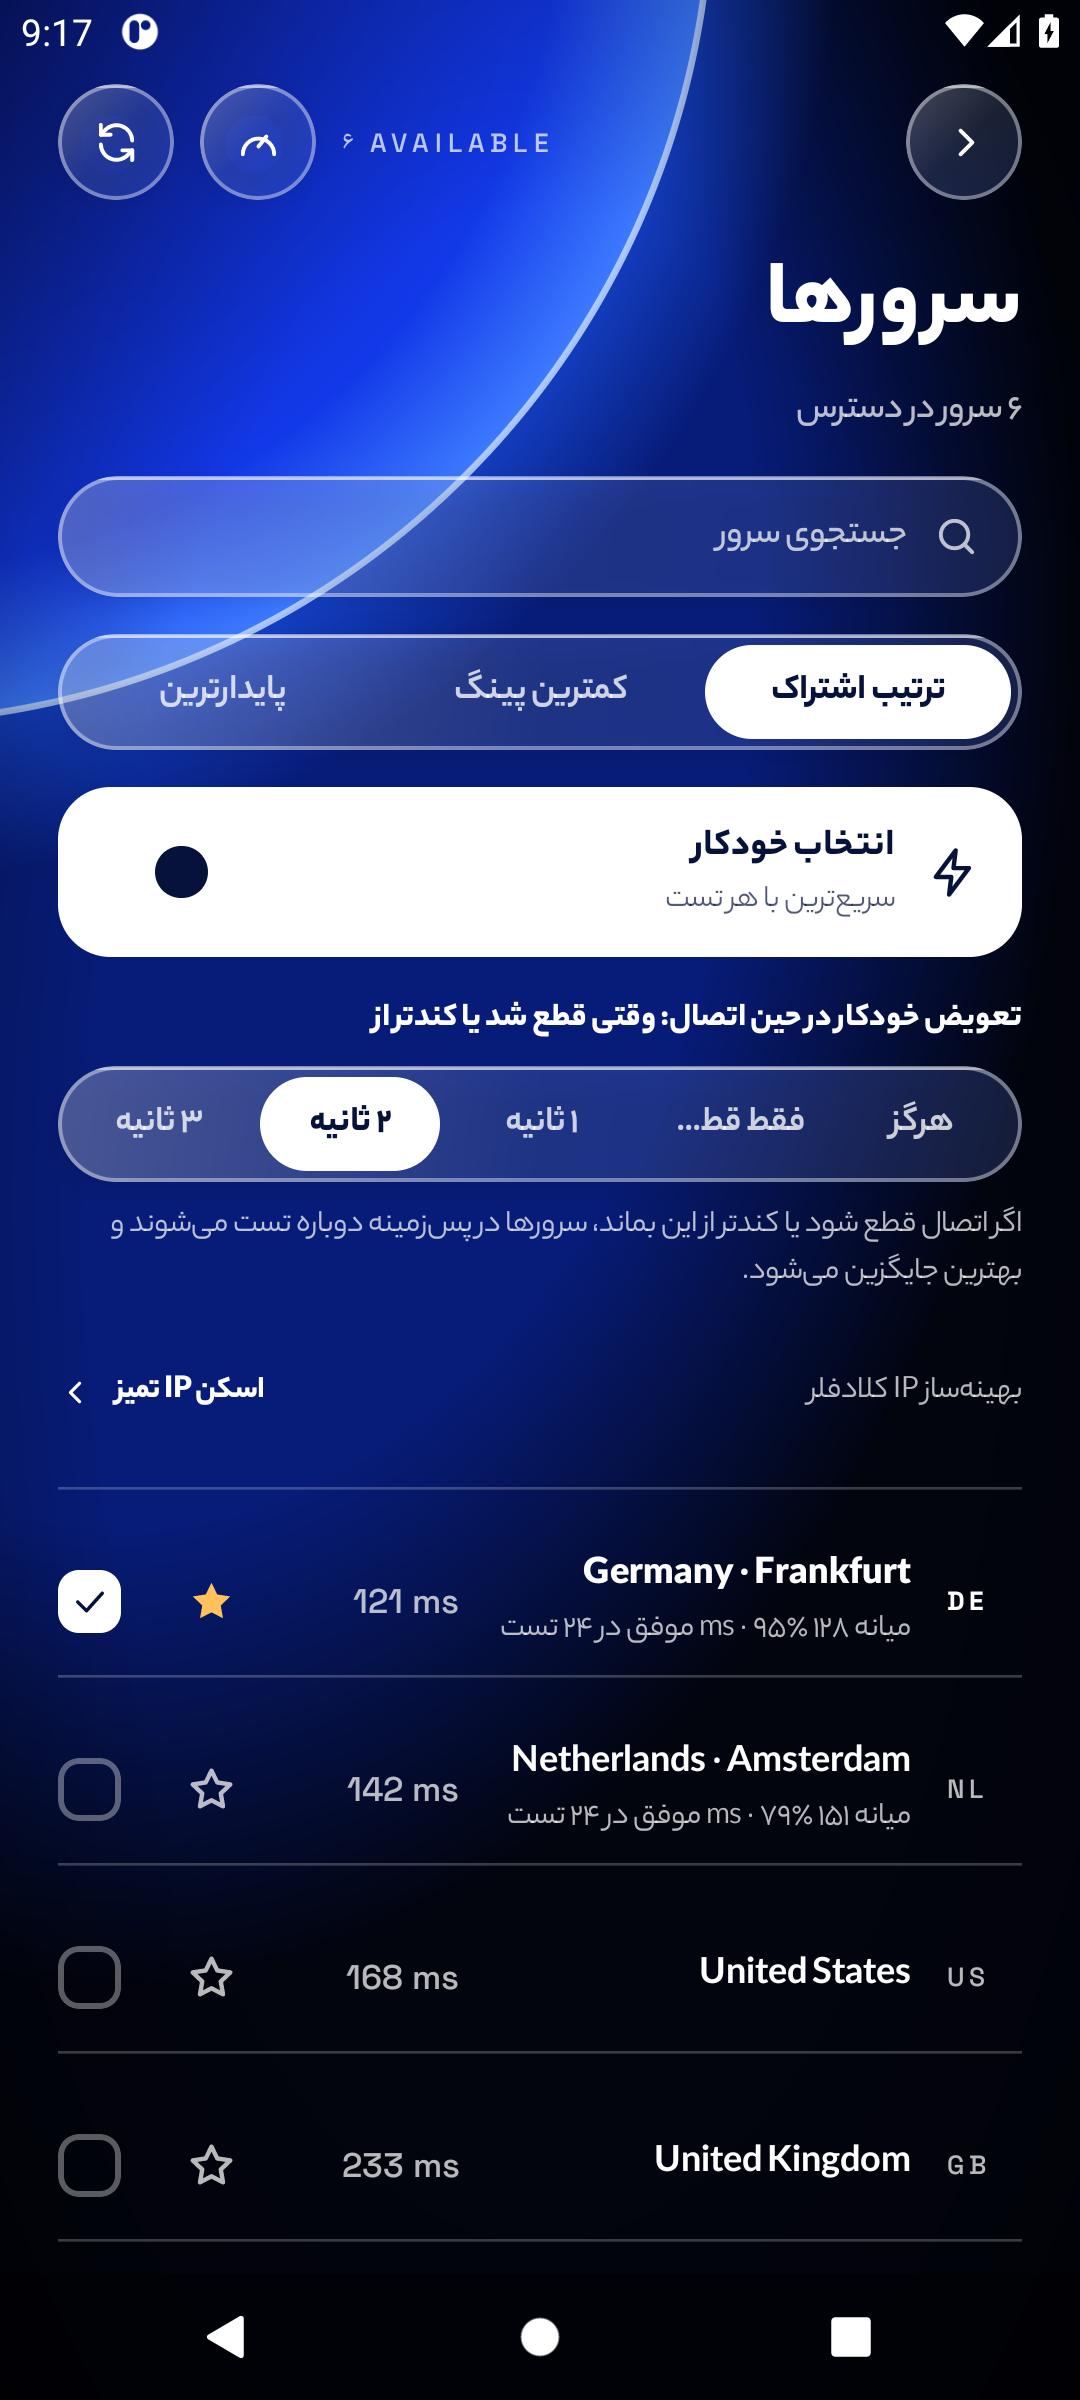 9:17
۶ AVAILABLE
سرورها
۶ سرور در دسترس
جستجوی سرور
ترتیب اشتراک
کمترین پینگ
پایدارترین
انتخاب خودکار
سریع‌ترین با هر تست
تعویض خودکار در حین اتصال: وقتی قطع شد یا کندتر از
هرگز
فقط قط...
۱ ثانیه
۲ ثانیه
۳ ثانیه
اگر اتصال قطع شود یا کندتر از این بماند، سرورها در پس‌زمینه دوباره تست می‌شوند و
بهترین جایگزین می‌شود.
بهینه‌ساز IP کلادفلر
اسکن IP تمیز
DE
Germany · Frankfurt
میانه ۱۲۸ ms · ۹۵% موفق در ۲۴ تست
121 ms
NL
Netherlands · Amsterdam
میانه ۱۵۱ ms · ۷۹% موفق در ۲۴ تست
142 ms
US
United States
168 ms
GB
United Kingdom
233 ms